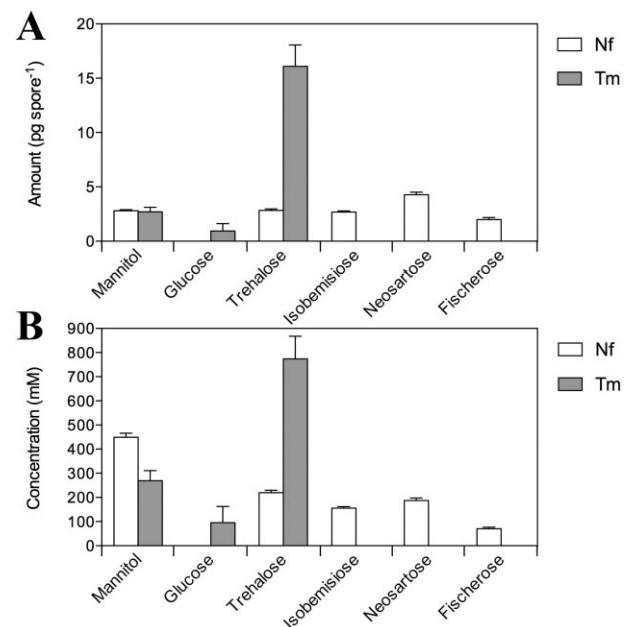 A
20
15
10
5
0
Amount (pg spore⁻¹)
Nf
Tm
Mannitol
Glucose
Trehalose
Isobemisiose
Neosartose
Fischerose
B
900
800
700
600
500
400
300
200
100
0
Concentration (mM)
Nf
Tm
Mannitol
Glucose
Trehalose
Isobemisiose
Neosartose
Fischerose